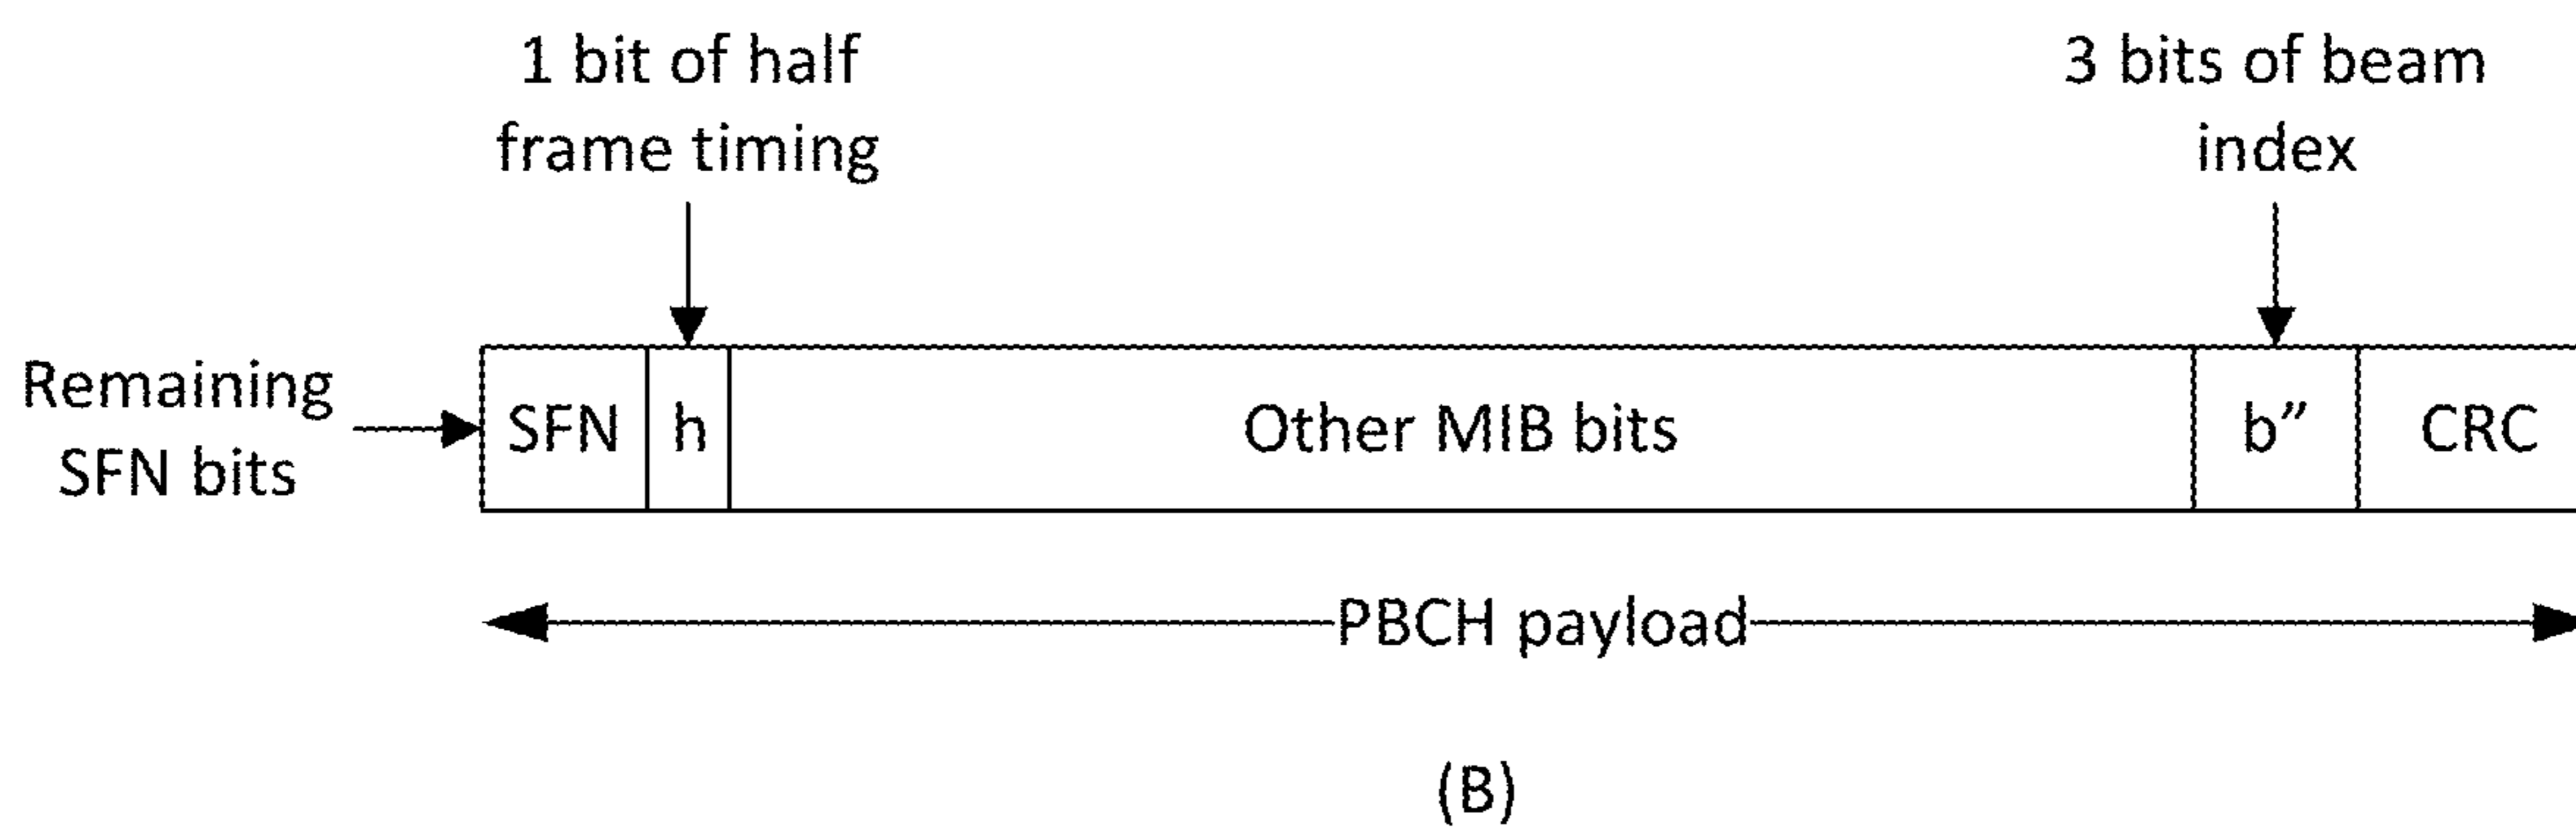 1 bit of half
frame timing
3 bits of beam
index
Remaining
SFN bits
SFN
h
Other MIB bits
b”
CRC
PBCH payload
(B)